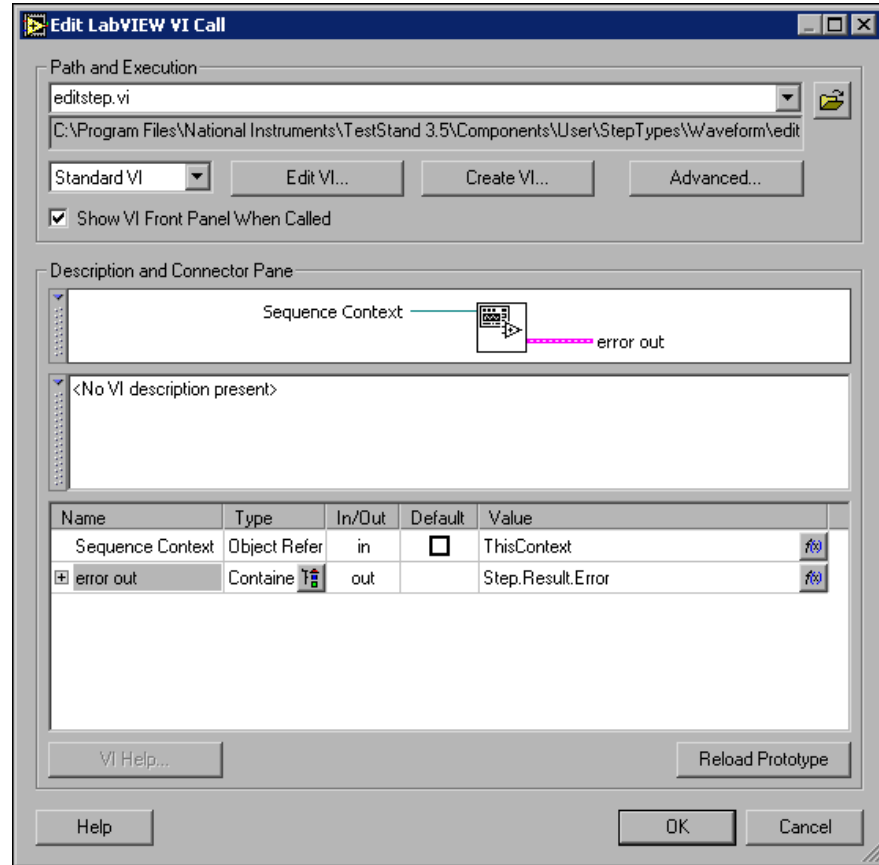 Edit LabVIEW VI Call
Path and Execution
editstep.vi
C:\Program Files\National Instruments\TestStand 3.5\Components\User\StepTypes\Waveform\edit
Standard VI Edit VI... Create VI... Advanced...
Show VI Front Panel When Called
Description and Connector Pane
Sequence Context
error out
<No VI description present>
Name Type In/Out Default Value
Sequence Context Object Refer in ThisContext f(x)
error out Containe out Step.Result.Error f(x)
VI Help... Reload Prototype
Help OK Cancel